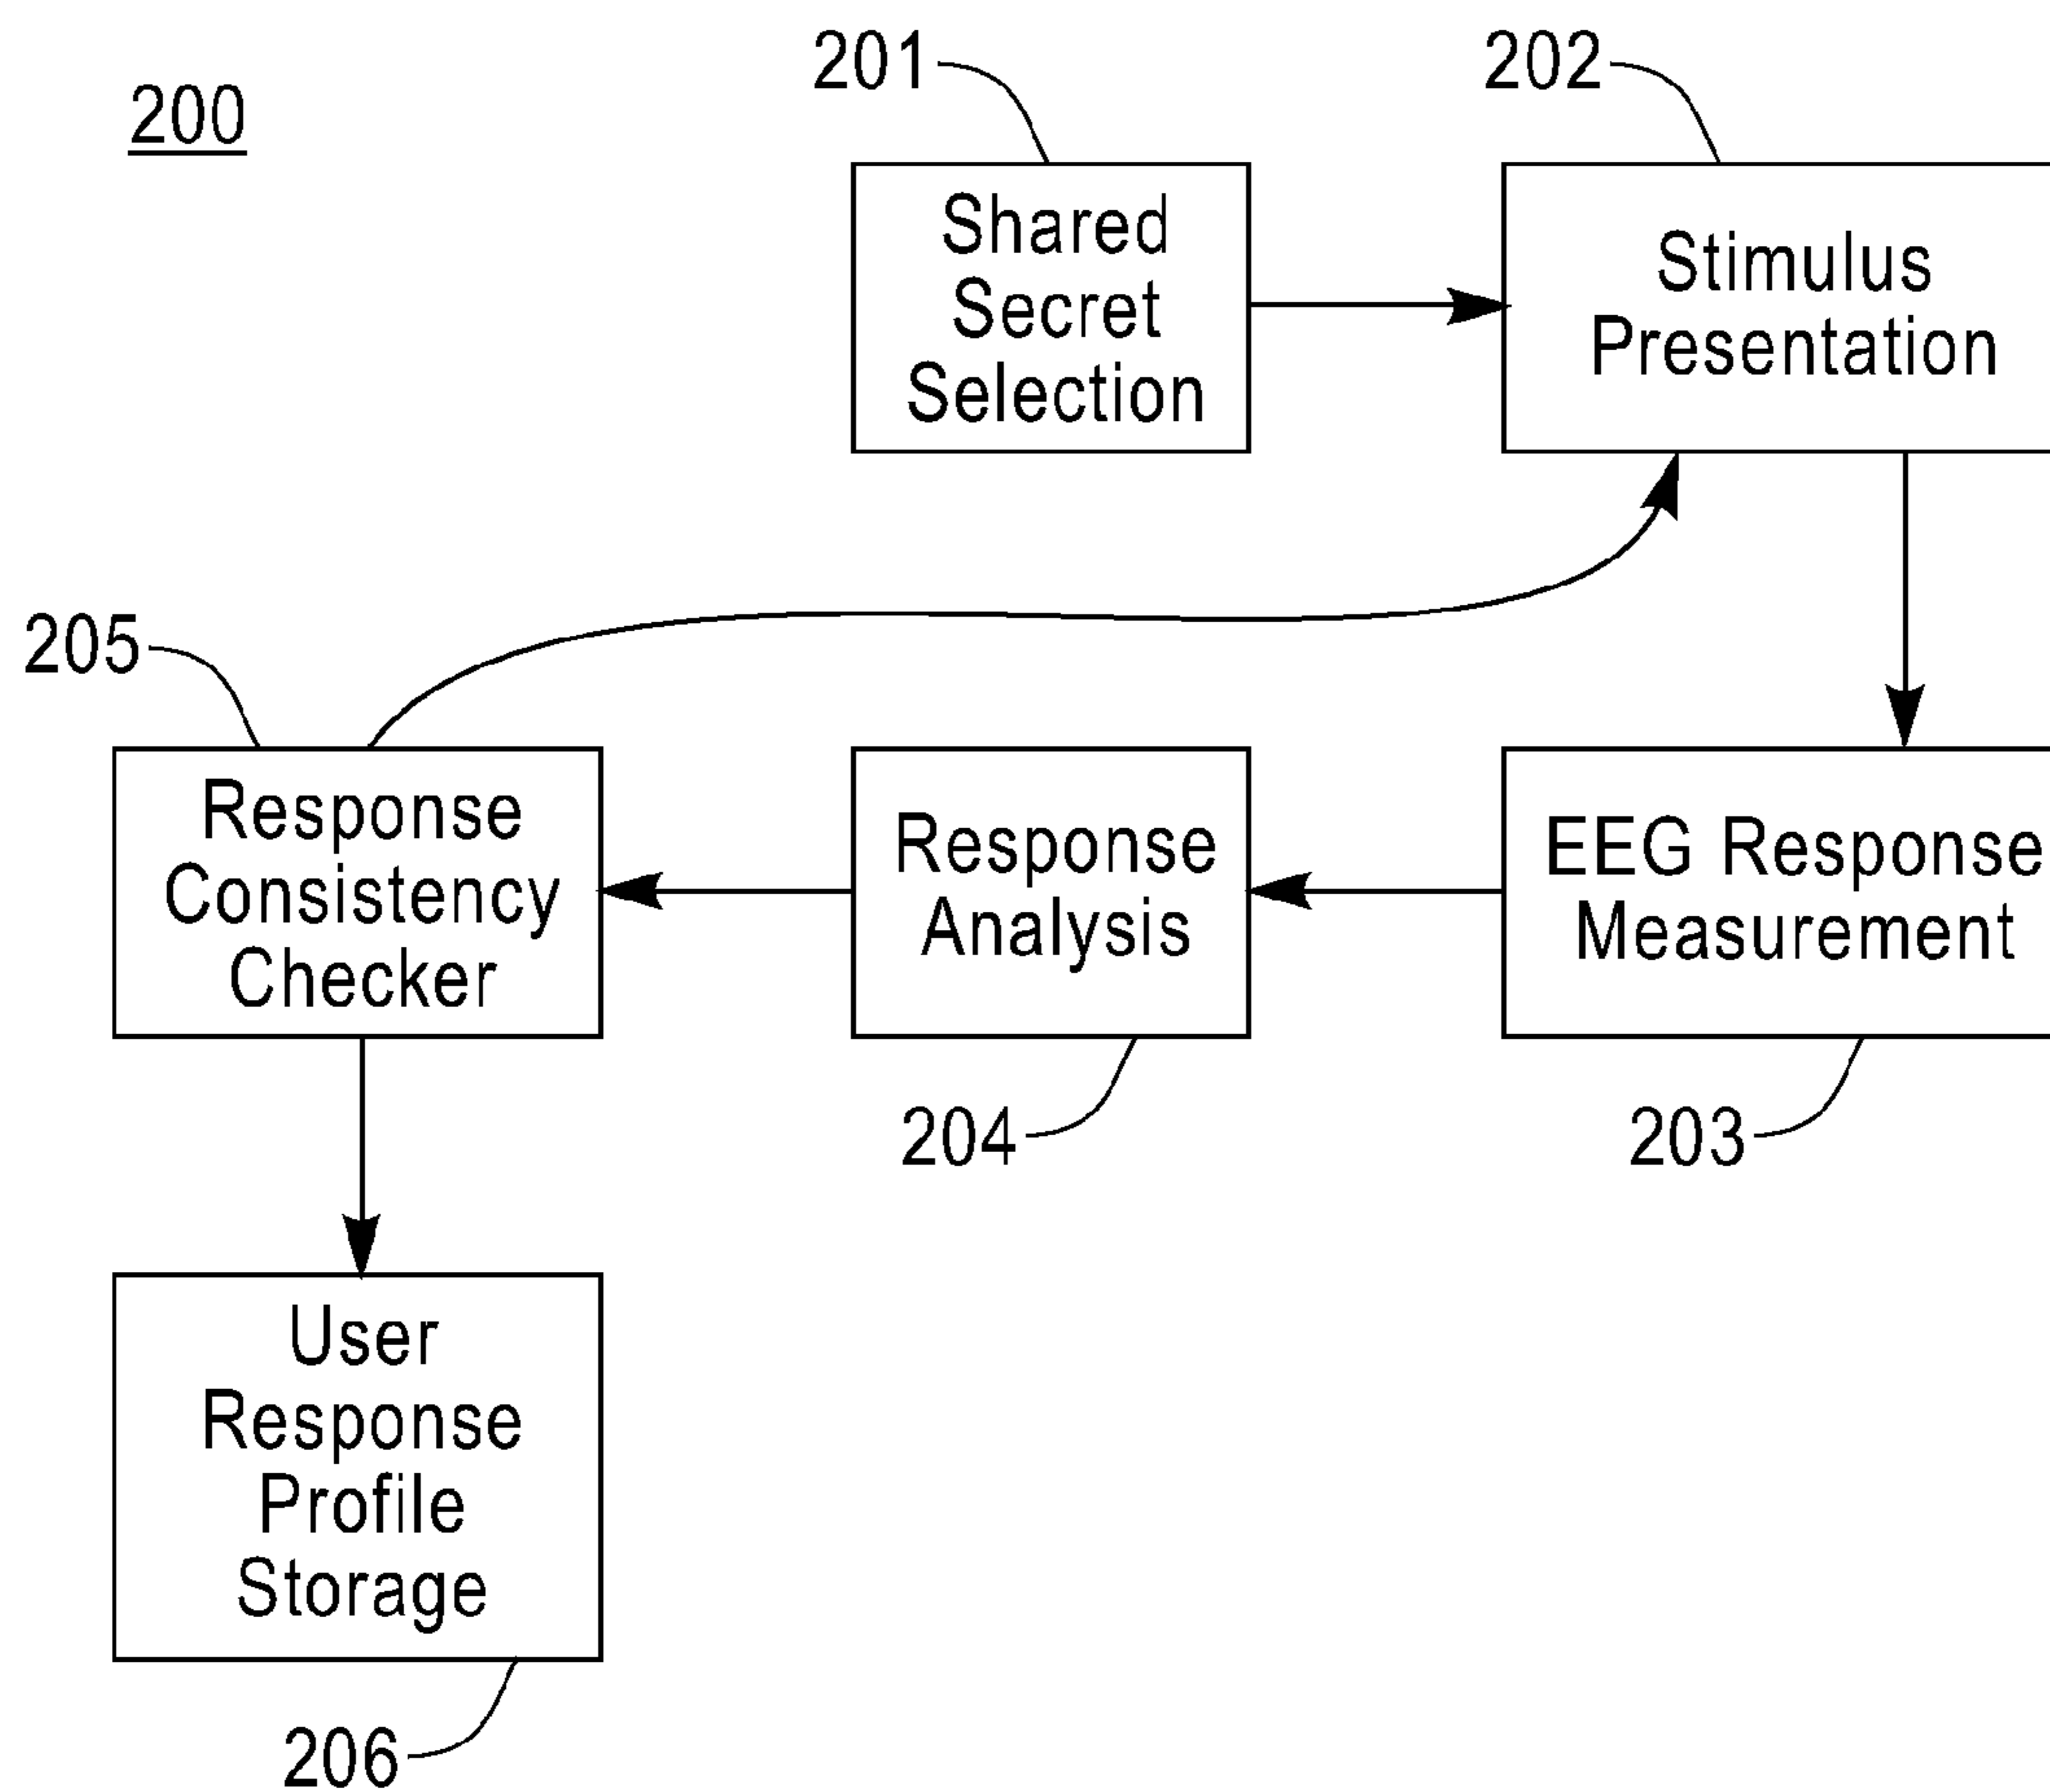 200
201
202
Shared
Secret
Selection
Stimulus
Presentation
205
Response
Consistency
Checker
Response
Analysis
EEG Response
Measurement
204
203
User
Response
Profile
Storage
206